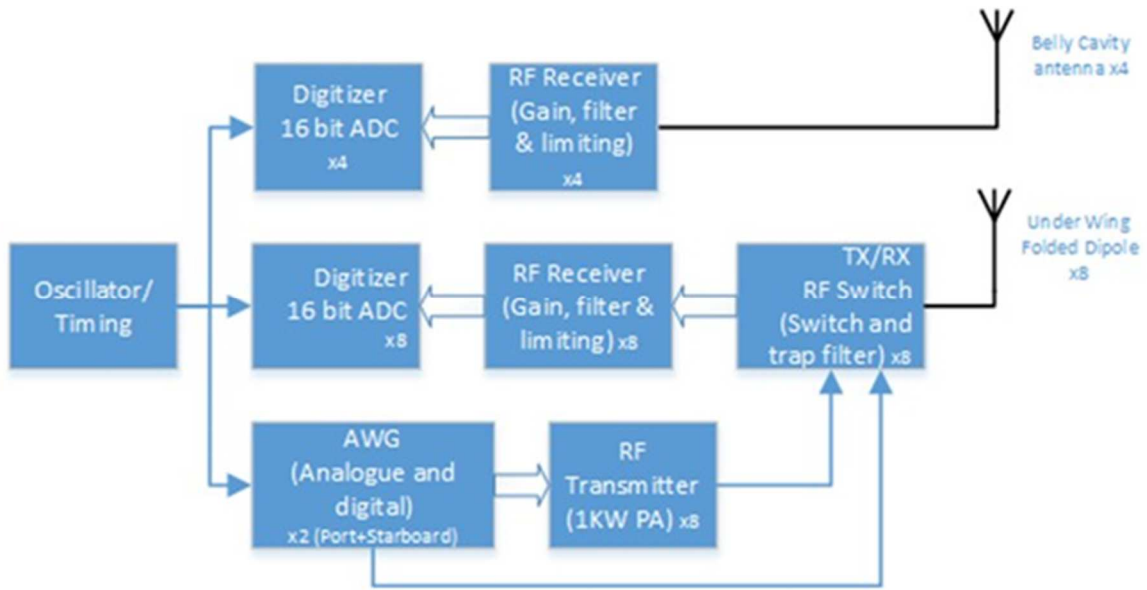 Belly Cavity
antenna x4
Digitizer
16 bit ADC
x4
RF Receiver
(Gain, filter
& limiting)
x4
Oscillator/
Timing
Digitizer
16 bit ADC
x8
RF Receiver
(Gain, filter &
limiting) x8
TX/RX
RF Switch
(Switch and
trap filter) x8
Under Wing
Folded Dipole
x8
AWG
(Analogue and
digital)
x2 (Port+Starboard)
RF
Transmitter
(1KW PA) x8